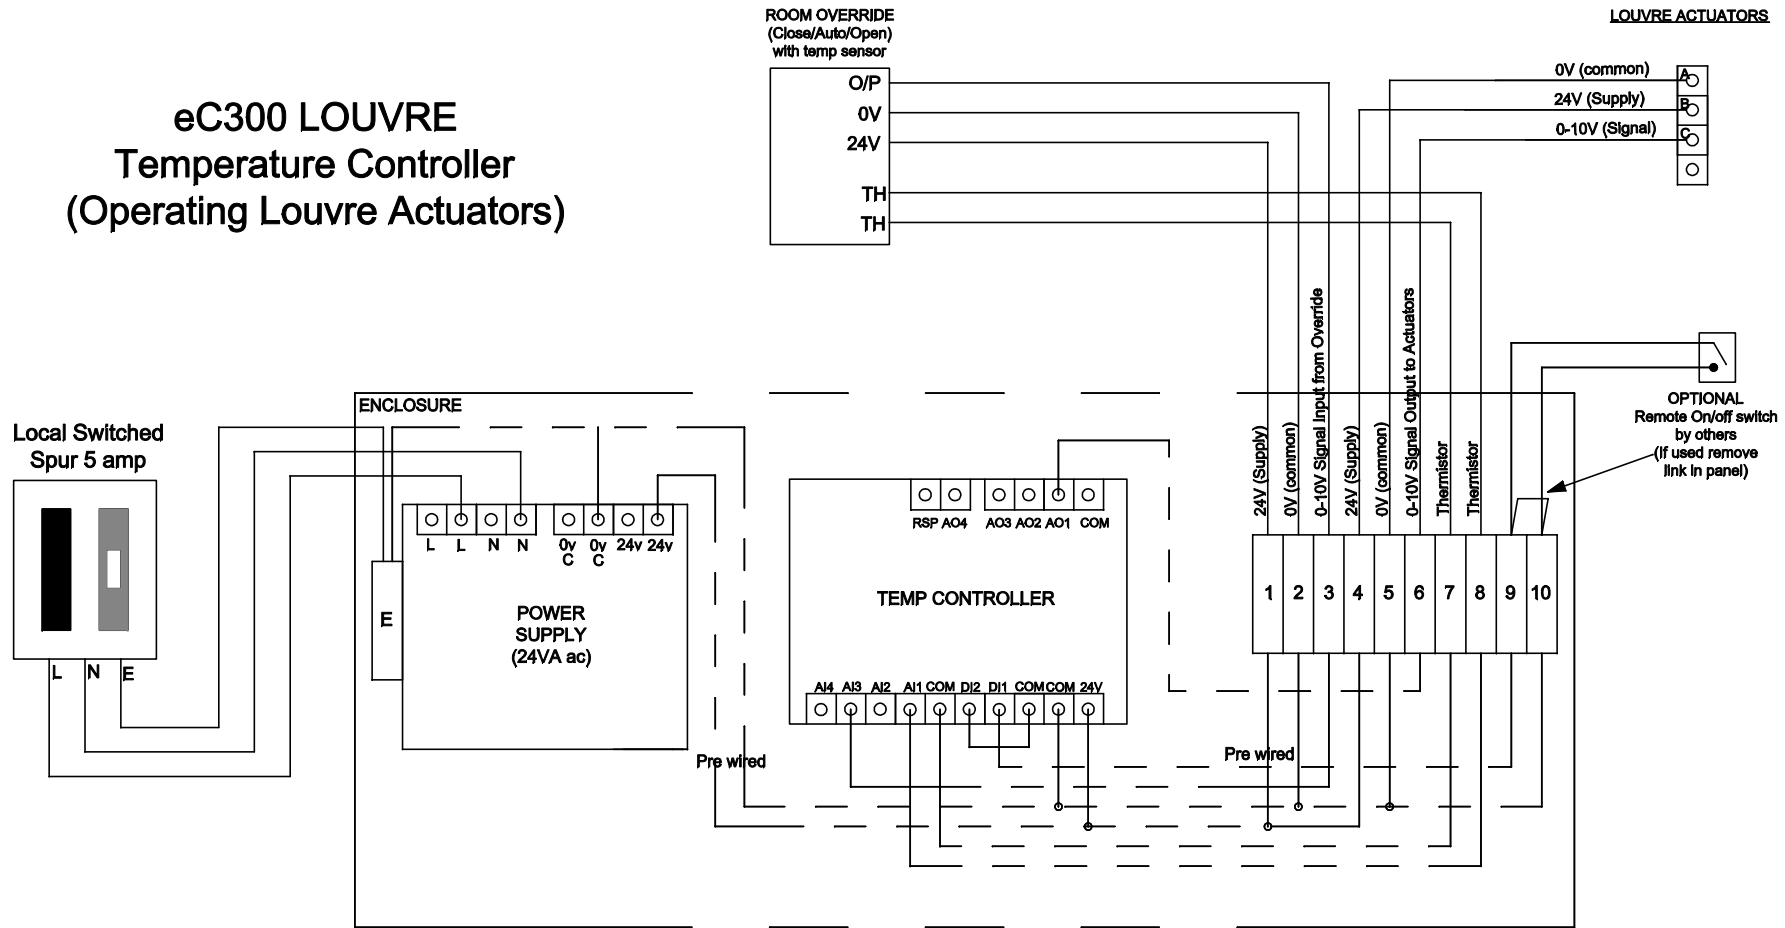 ROOM OVERRIDE
(Close/Auto/Open)
with temp sensor
LOUVRE ACTUATORS
eC300 LOUVRE
Temperature Controller
(Operating Louvre Actuators)
O/P
0V
24V
TH
TH
0V (common)
24V (Supply)
0-10V (Signal)
A
B
C
24V (Supply)
0V (common)
0-10V Signal Input from Override
24V (Supply)
0V (common)
0-10V Signal Output to Actuators
Thermistor
Thermistor
OPTIONAL
Remote On/off switch
by others
(if used remove
link in panel)
ENCLOSURE
Local Switched
Spur 5 amp
L N E
L L N N 0v 0v 24v 24v
C C
E
POWER
SUPPLY
(24VA ac)
RSP AO4 AO3 AO2 AO1 COM
TEMP CONTROLLER
AI4 AI3 AI2 AI1 COM DI2 DI1 COM COM 24V
1 2 3 4 5 6 7 8 9 10
Pre wired
Pre wired